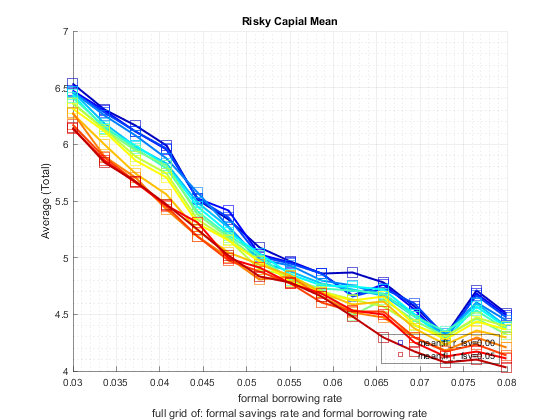 Risky Capial Mean
7
6.5
6
5.5
5
4.5
4
Average (Total)
0.03 0.035 0.04 0.045 0.05 0.055 0.06 0.065 0.07 0.075 0.08
formal borrowing rate
full grid of: formal savings rate and formal borrowing rate